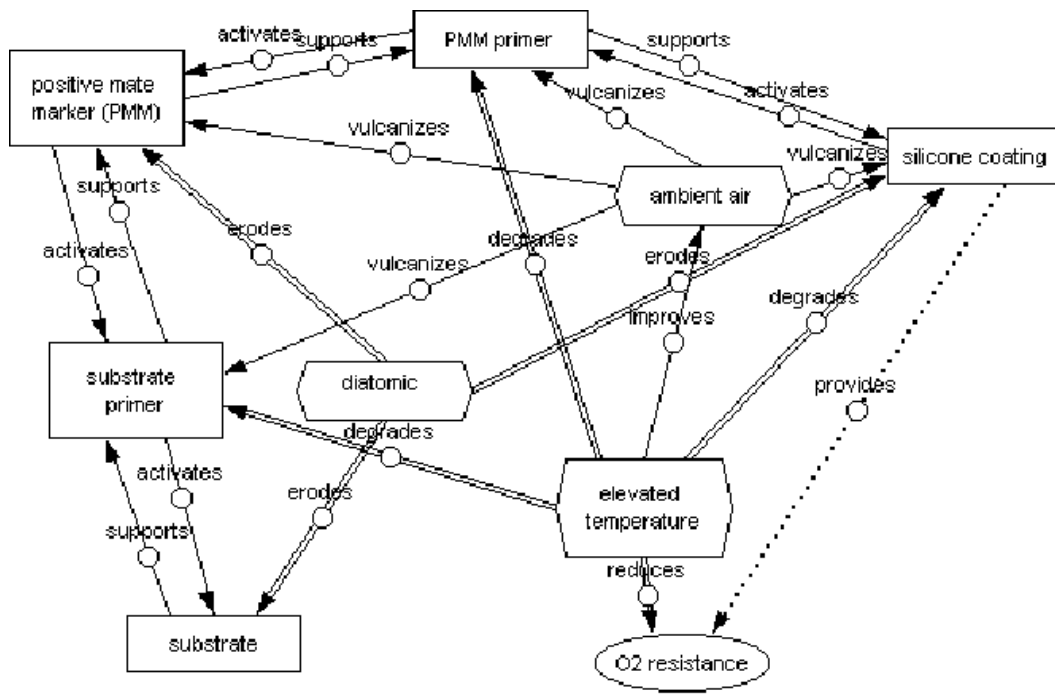 activates
supports
PMM primer
supports
positive mate
marker (PMM)
vulcanizes
activates
vulcanizes
vulcanizes
silicone coating
supports
ambient air
erodes
degrades
erodes
activates
vulcanizes
degrades
improves
substrate
primer
diatomic
provides
degrades
activates
erodes
elevated
temperature
supports
reduces
substrate
O2 resistance